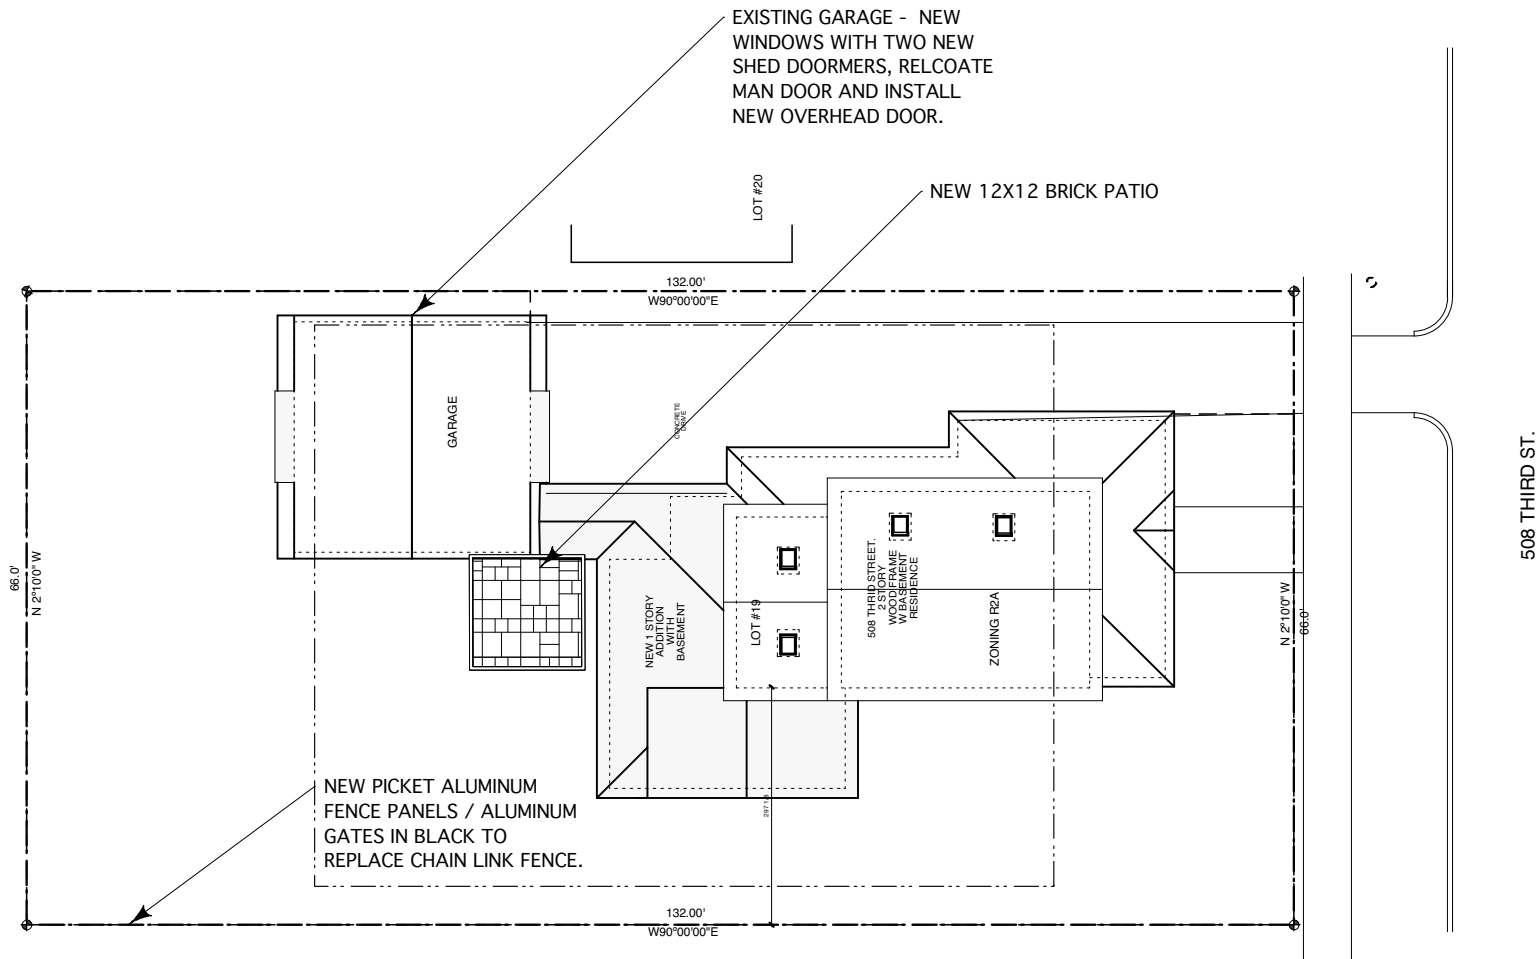 EXISTING GARAGE - NEW
WINDOWS WITH TWO NEW
SHED DOORMERS, RELCOATE
MAN DOOR AND INSTALL
NEW OVERHEAD DOOR.
LOT #20
NEW 12X12 BRICK PATIO
132.00'
W90°00'00"E
GARAGE
CONCRETE
DRIVE
508 THIRD ST.
66.0'
N 2°10'0" W
NEW 1 STORY
ADDITION
WITH
BASEMENT
LOT #19
508 THRID STREET.
2 STORY
WOOD FRAME
W BASEMENT
RESIDENCE
ZONING R2A
N 2°10'0" W
66.0'
NEW PICKET ALUMINUM
FENCE PANELS / ALUMINUM
GATES IN BLACK TO
REPLACE CHAIN LINK FENCE.
132.00'
W90°00'00"E